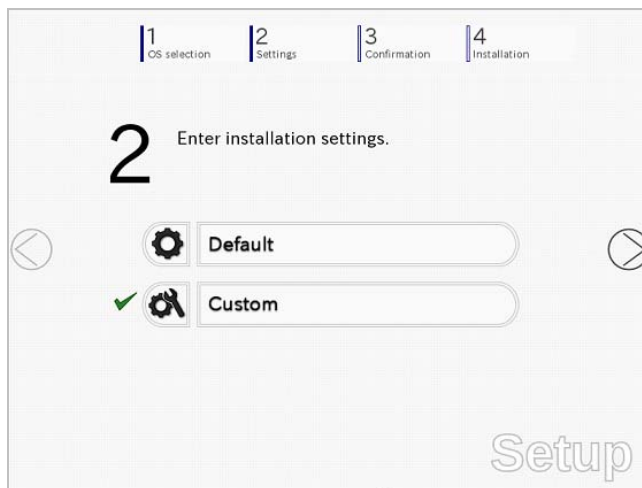 1
OS selection
2
Settings
3
Confirmation
4
Installation
2
Enter installation settings.
Default
Custom
Setup